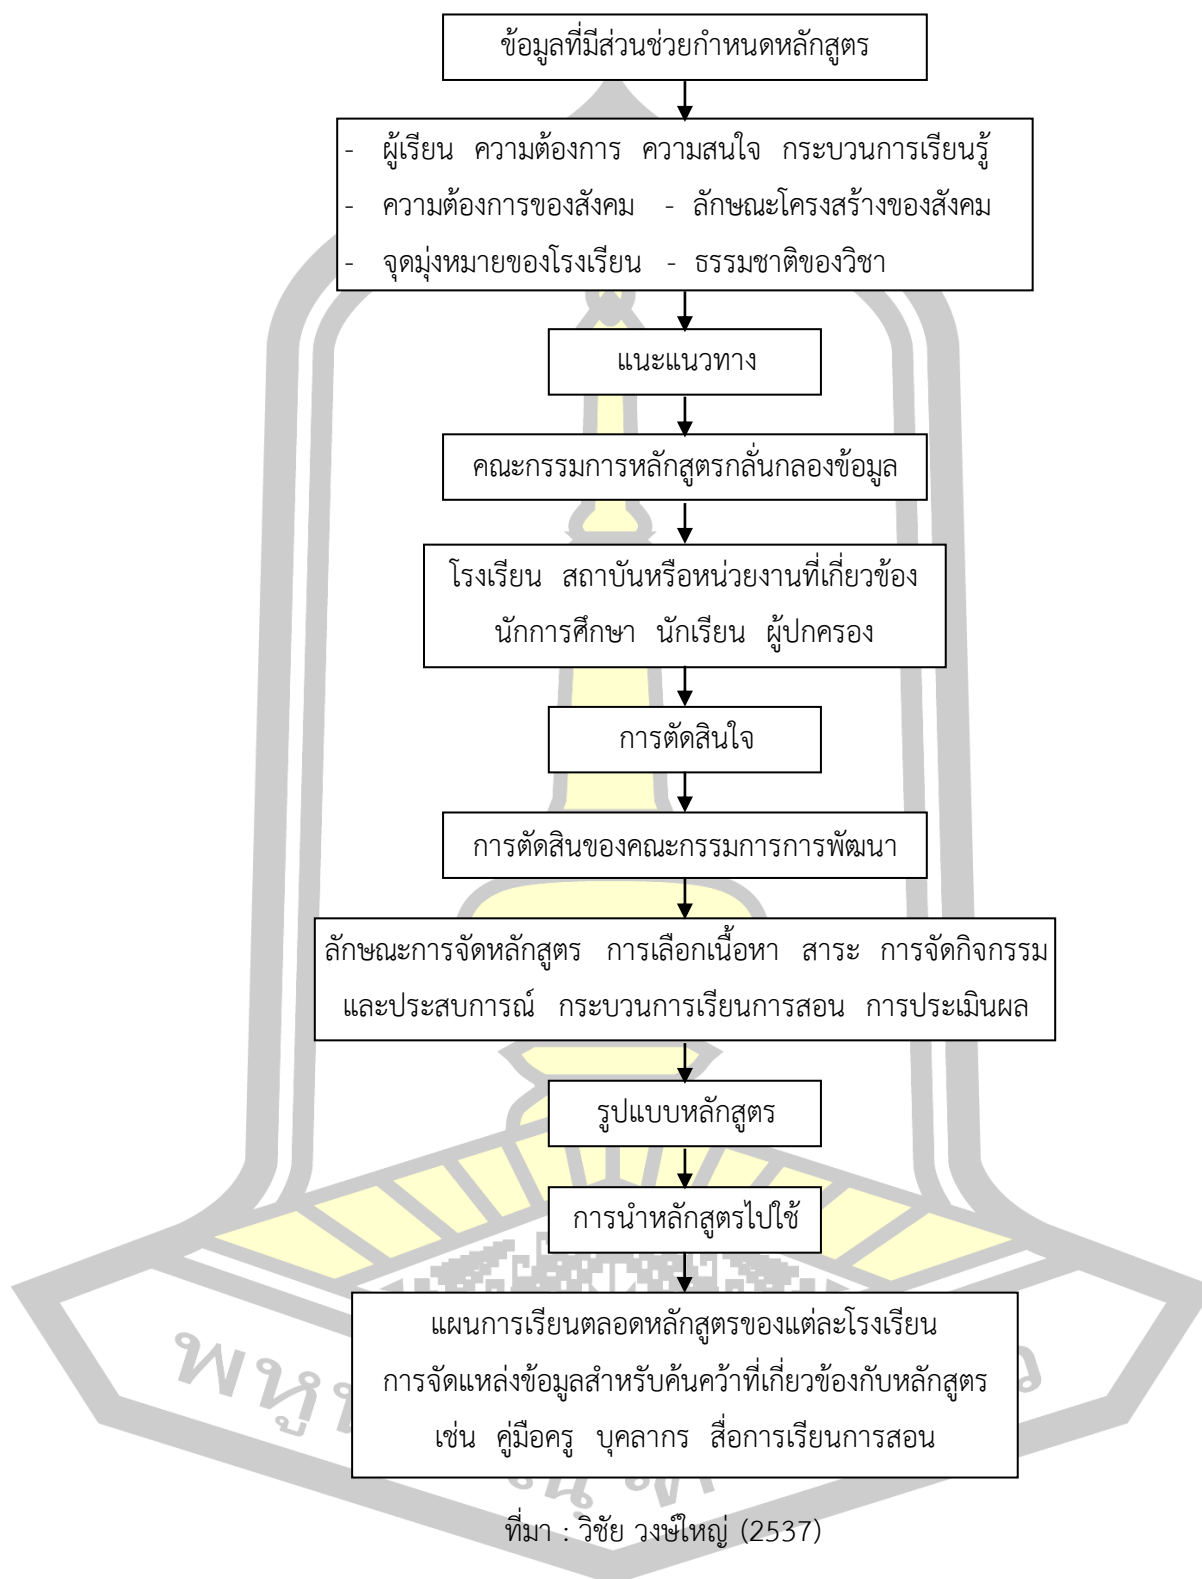 ข้อมูลที่มีส่วนช่วยกำหนดหลักสูตร
- ผู้เรียน ความต้องการ ความสนใจ กระบวนการเรียนรู้
- ความต้องการของสังคม - ลักษณะโครงสร้างของสังคม
- จุดมุ่งหมายของโรงเรียน - ธรรมชาติของวิชา
แนะแนวทาง
คณะกรรมการหลักสูตรกลั่นกลองข้อมูล
โรงเรียน สถาบันหรือหน่วยงานที่เกี่ยวข้อง
นักการศึกษา นักเรียน ผู้ปกครอง
การตัดสินใจ
การตัดสินของคณะกรรมการการพัฒนา
ลักษณะการจัดหลักสูตร การเลือกเนื้อหา สาระ การจัดกิจกรรม
และประสบการณ์ กระบวนการเรียนการสอน การประเมินผล
รูปแบบหลักสูตร
การนำหลักสูตรไปใช้
แผนการเรียนตลอดหลักสูตรของแต่ละโรงเรียน
การจัดแหล่งข้อมูลสำหรับค้นคว้าที่เกี่ยวข้องกับหลักสูตร
เช่น คู่มือครู บุคลากร สื่อการเรียนการสอน
ที่มา : วิชัย วงษ์ใหญ่ (2537)